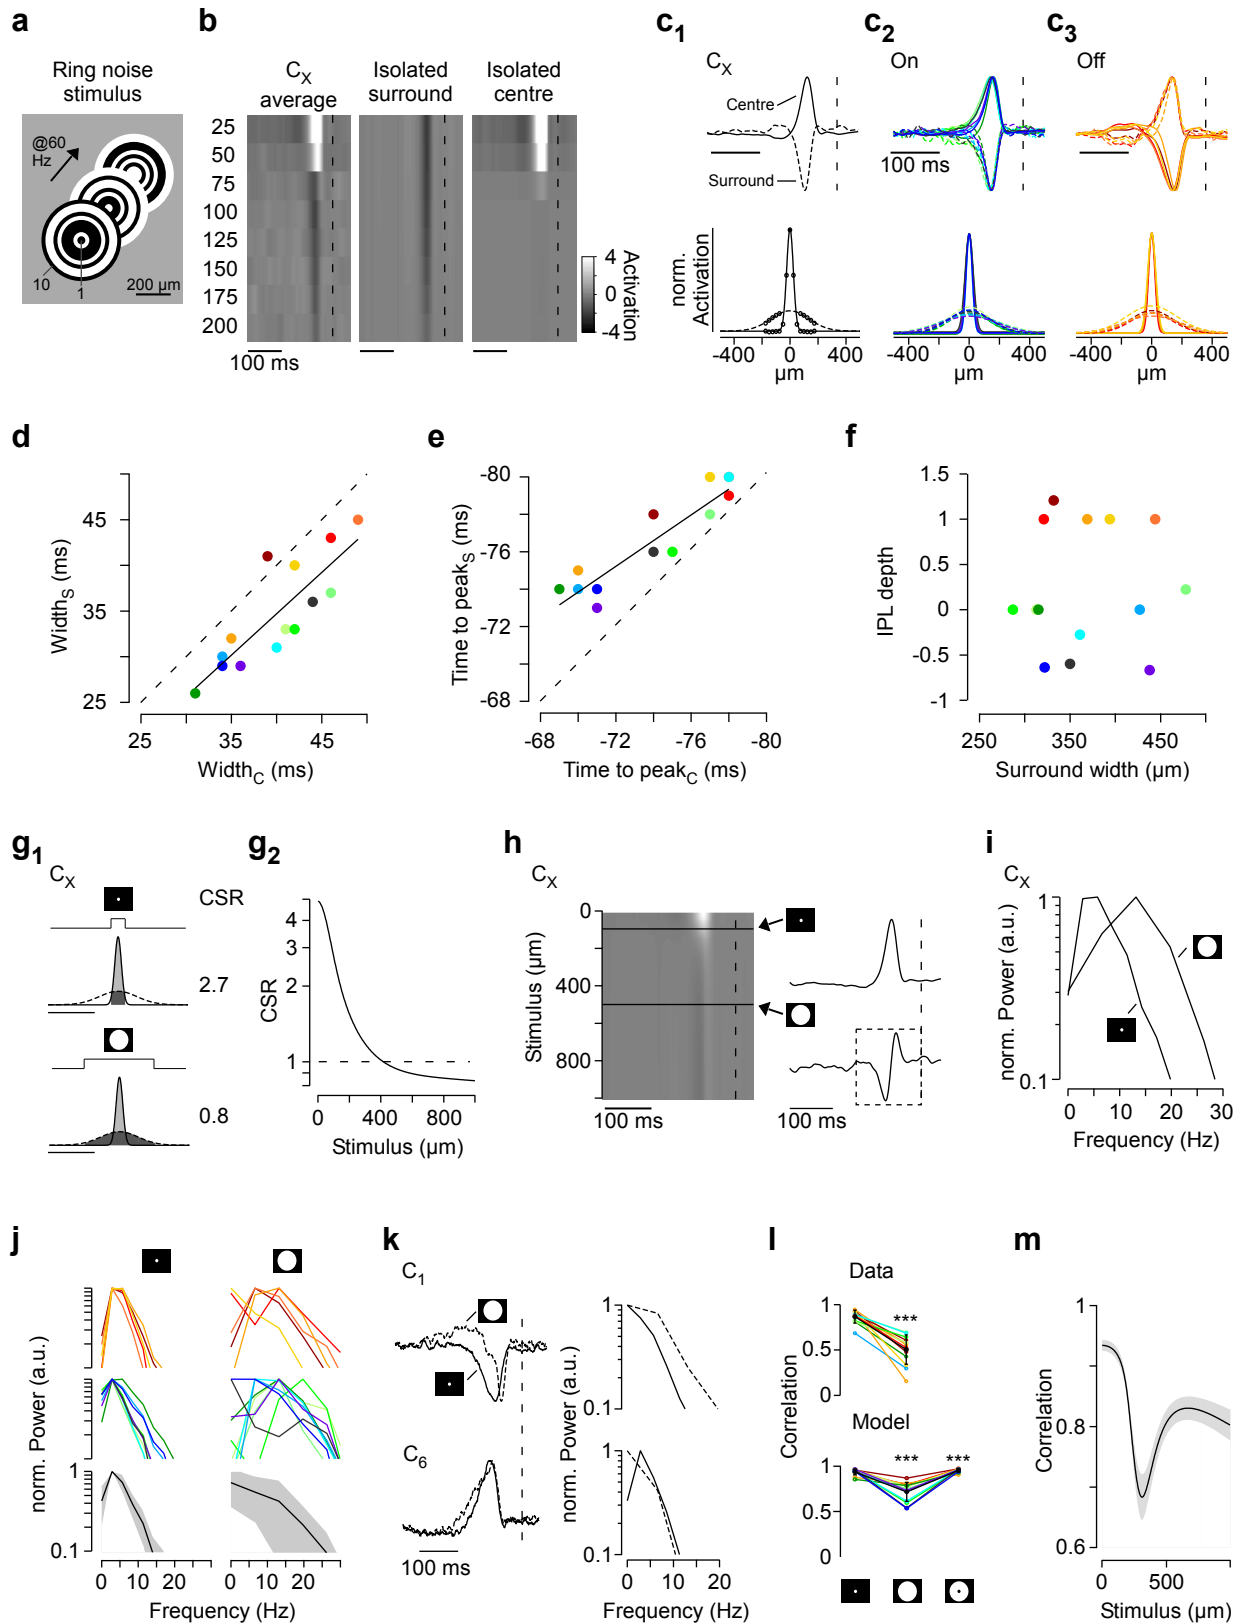 a
Ring noise
stimulus
@60
Hz
10
1
200 µm
b
CX
average
Isolated
surround
Isolated
centre
25
50
75
100
125
150
175
200
100 ms
4
0
-4
Activation
c1
CX
Centre
Surround
norm.
Activation
-400
0
400
µm
c2
On
100 ms
-400
0
400
µm
c3
Off
-400
0
400
µm
d
WidthS (ms)
45
35
25
25
35
45
WidthC (ms)
e
Time to peakS (ms)
-80
-76
-72
-68
-68
-72
-76
-80
Time to peakC (ms)
f
IPL depth
1.5
1
0.5
0
-0.5
-1
250
350
450
Surround width (µm)
g1
CX
CSR
2.7
0.8
g2
CSR
4
3
2
1
0
400
800
Stimulus (µm)
h
CX
Stimulus (µm)
0
400
800
100 ms
100 ms
i
CX
norm. Power (a.u.)
1
0.1
0
10
20
30
Frequency (Hz)
j
norm. Power (a.u.)
1
0.1
0
20
0
20
Frequency (Hz)
k
C1
C6
100 ms
norm. Power (a.u.)
1
0.1
1
0.1
0
20
Frequency (Hz)
l
Data
Correlation
1
0.5
0
***
Model
1
0.5
0
***
***
m
Correlation
1
0.8
0.6
0
500
Stimulus (µm)